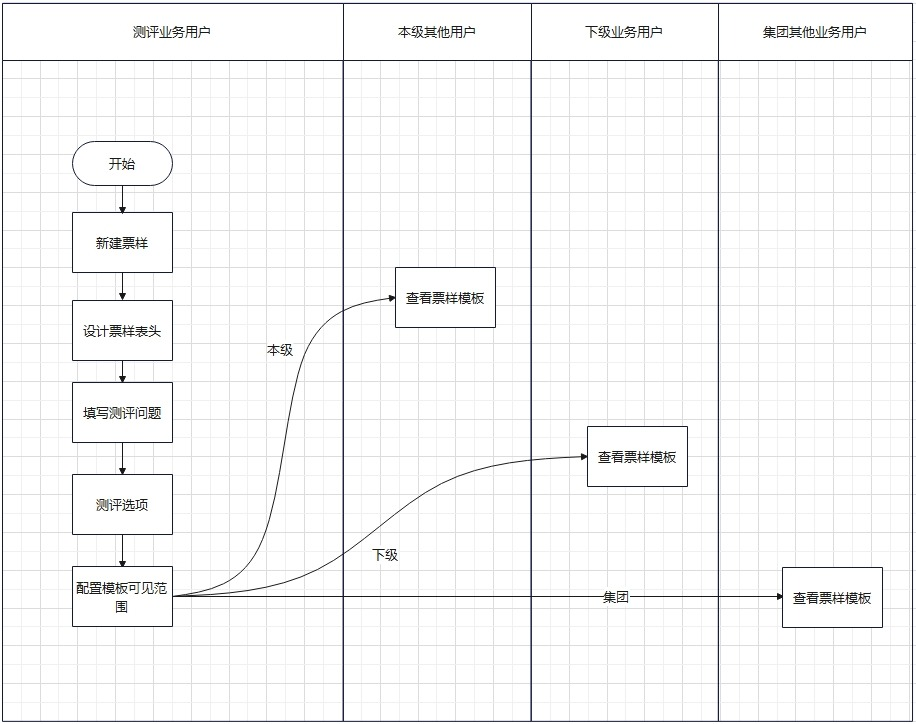 测评业务用户
本级其他用户
下级业务用户
集团其他业务用户
开始
新建票样
查看票样模板
设计票样表头
本级
填写测评问题
查看票样模板
测评选项
下级
配置模板可见范
围
集团
查看票样模板